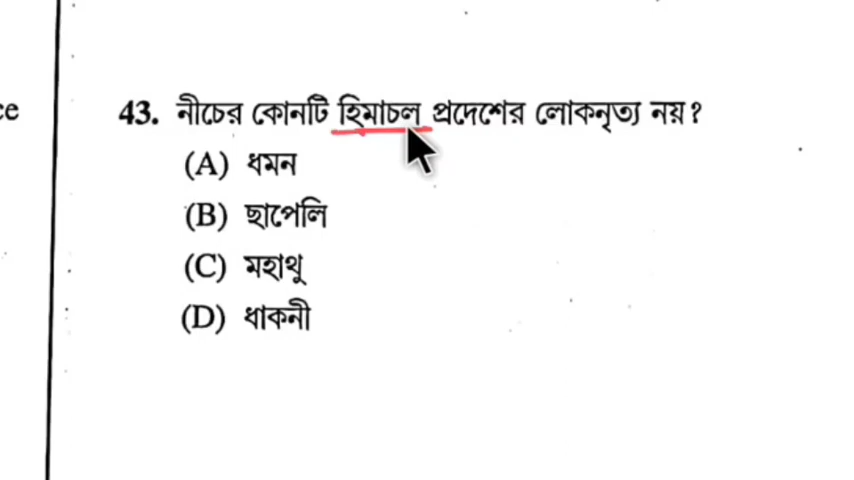 ce
43. নীচের কোনটি হিমাচল প্রদেশের লোকনৃত্য নয়?
(A) ধমন
(B) ছাপেলি
(C) মহাথু
(D) ধাকনী